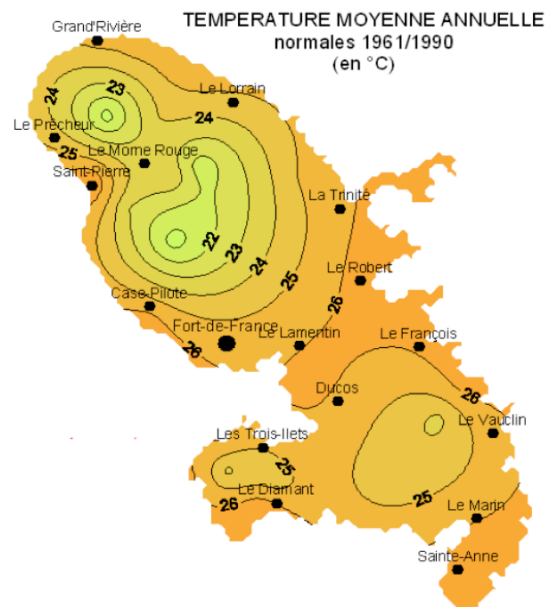 TEMPERATURE MOYENNE ANNUELLE
normales 1961/1990
(en °C)
Grand'Rivière
23
24
Le Lorrain
24
Le Prêcheur
Le Morne Rouge
25
Saint-Pierre
La Trinité
22
23
24
25
Le Robert
26
Case-Pilote
Fort-de-France
26
Le Lamentin
Le François
Ducos
26
Le Vauclin
Les Trois-Ilets
25
25
Le Diamant
26
Le Marin
Sainte-Anne